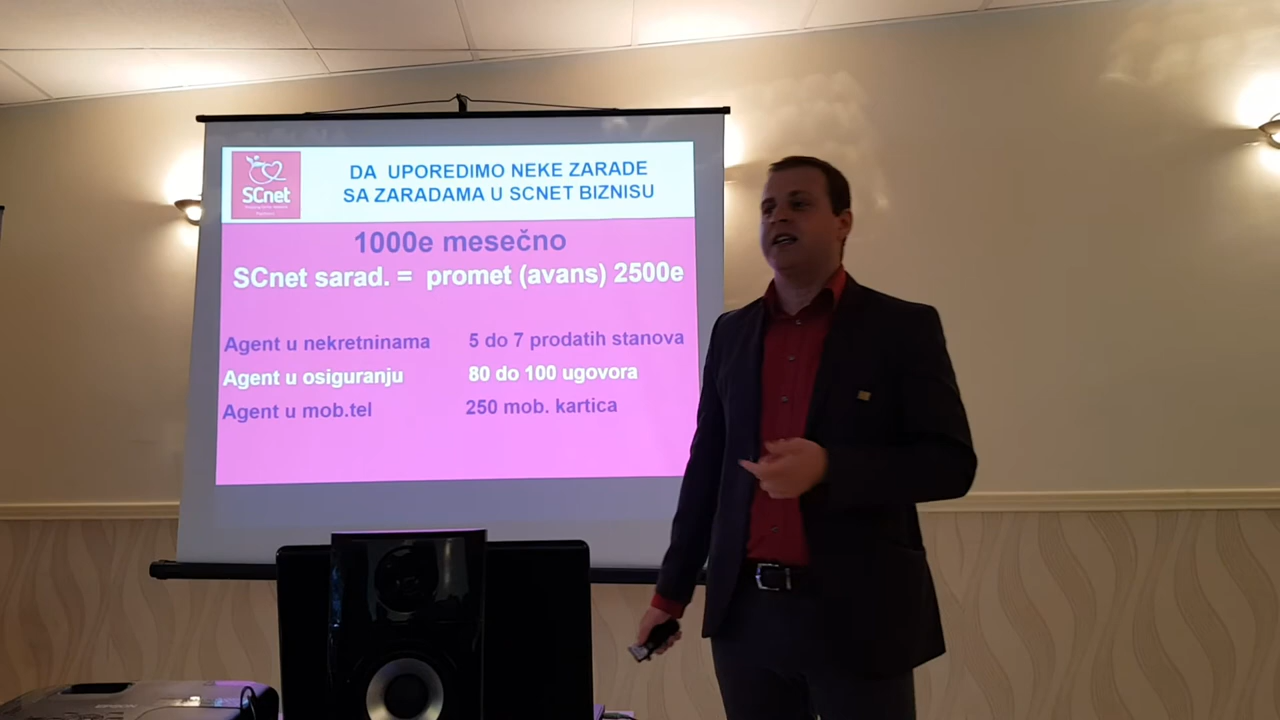 SCnet
DA UPOREDIMO NEKE ZARADE
SA ZARADAMA U SCNET BIZNISU
1000e mesečno
SCnet sarad. = promet (avans) 2500e
Agent u nekretninama 5 do 7 prodatih stanova
Agent u osiguranju 80 do 100 ugovora
Agent u mob.tel 250 mob. kartica